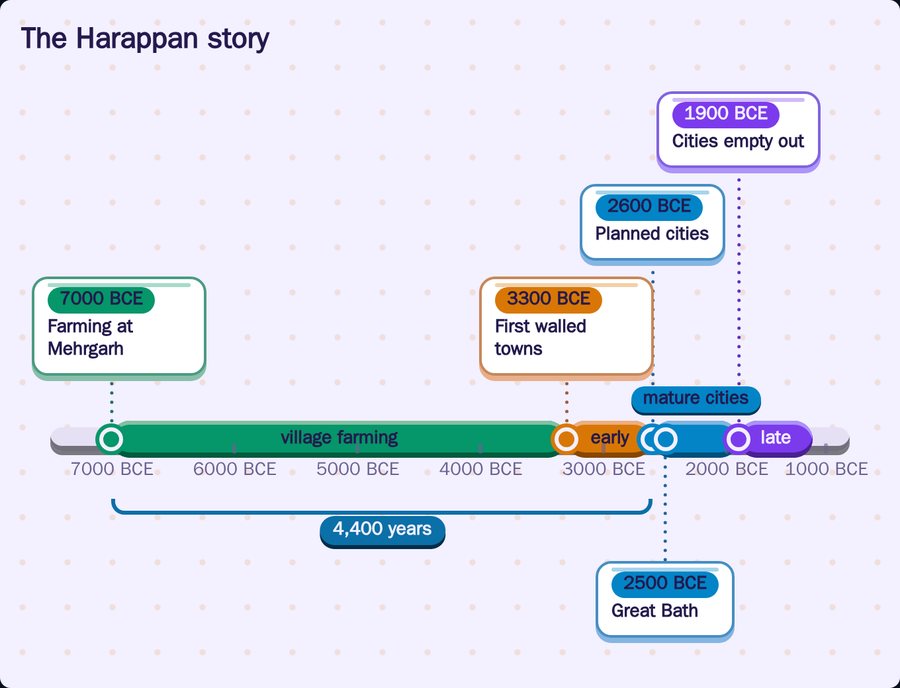 The Harappan story
1900 BCE
Cities empty out
2600 BCE
Planned cities
7000 BCE
Farming at
Mehrgarh
3300 BCE
First walled
towns
mature cities
village farming
early
late
7000 BCE
6000 BCE
5000 BCE
4000 BCE
3000 BCE
2000 BCE
1000 BCE
4,400 years
2500 BCE
Great Bath